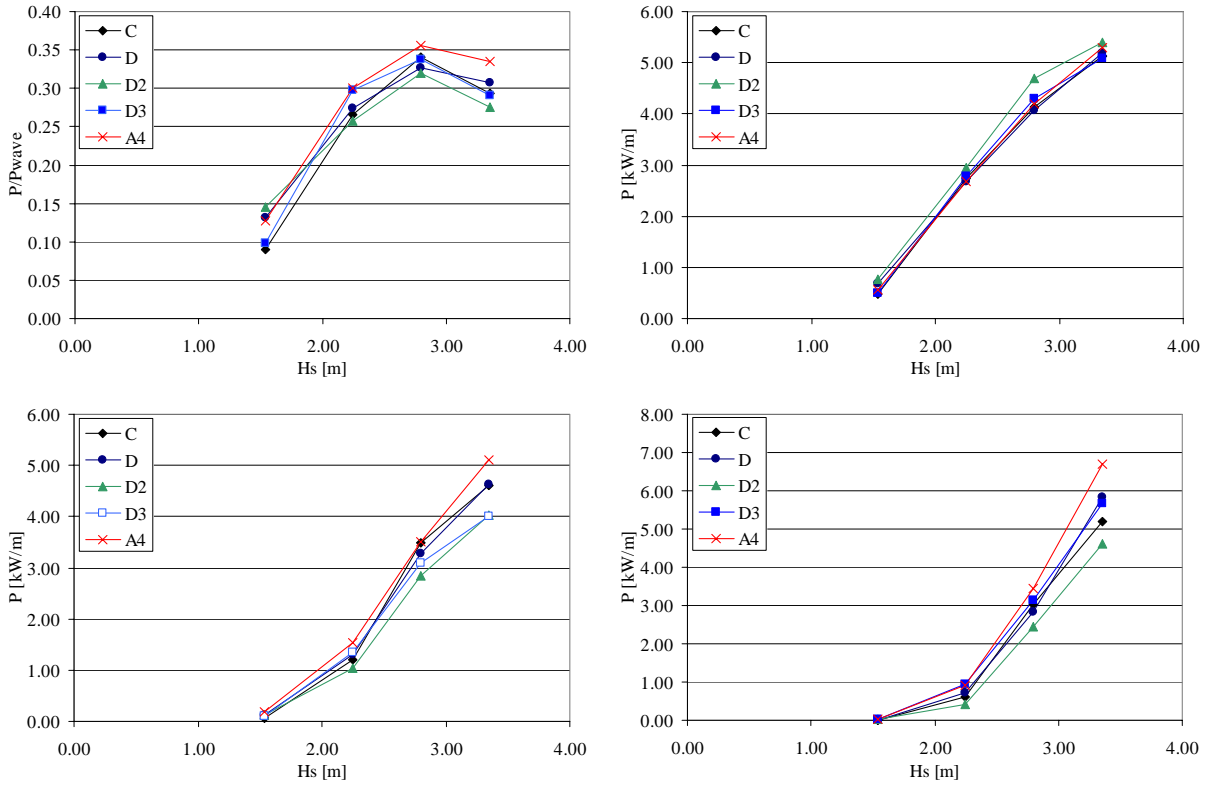 0.40
0.35
0.30
0.25
0.20
0.15
0.10
0.05
0.00
P/Pwave
C
D
D2
D3
A4
0.00 1.00 2.00 3.00 4.00
Hs [m]
6.00
5.00
4.00
3.00
2.00
1.00
0.00
P [kW/m]
C
D
D2
D3
A4
0.00 1.00 2.00 3.00 4.00
Hs [m]
6.00
5.00
4.00
3.00
2.00
1.00
0.00
P [kW/m]
C
D
D2
D3
A4
0.00 1.00 2.00 3.00 4.00
Hs [m]
8.00
7.00
6.00
5.00
4.00
3.00
2.00
1.00
0.00
P [kW/m]
C
D
D2
D3
A4
0.00 1.00 2.00 3.00 4.00
Hs [m]